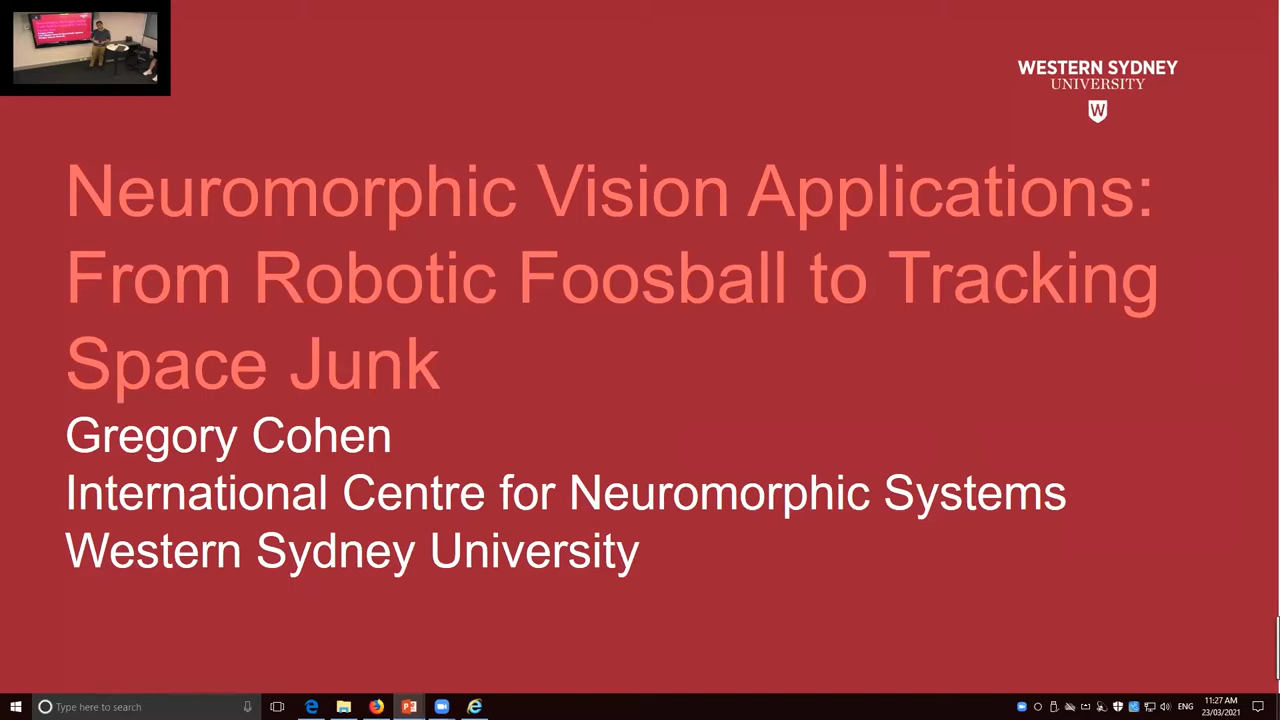 WESTERN SYDNEY
UNIVERSITY
W
Neuromorphic Vision Applications:
From Robotic Foosball to Tracking
Space Junk
Gregory Cohen
International Centre for Neuromorphic Systems
Western Sydney University
Type here to search
ENG
11:27 AM
23/03/2021